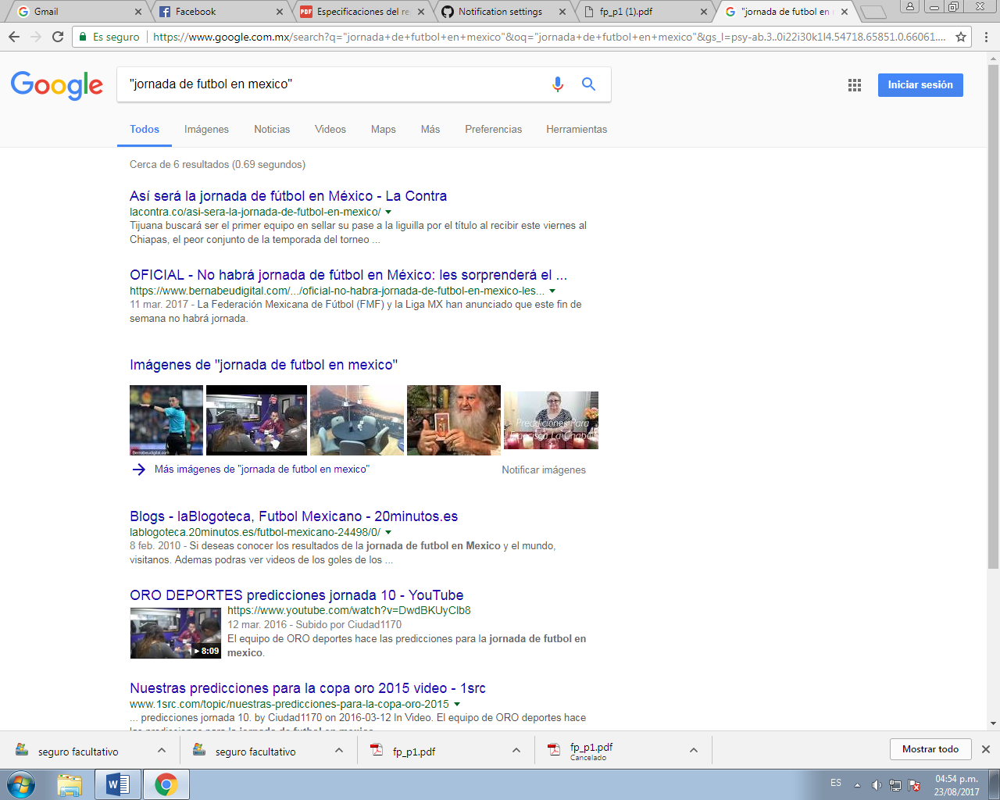 Gmail
Facebook
Especificaciones del re
Notification settings
fp_p1 (1).pdf
"jornada de futbol en
Es seguro
https://www.google.com.mx/search?q="jornada+de+futbol+en+mexico"&oq="jornada+de+futbol+en+mexico"&gs_l=psy-ab.3..0i22i30k1l4.54718.65851.0.66061....
Google
"jornada de futbol en mexico"
Iniciar sesión
Todos
Imágenes
Noticias
Videos
Maps
Más
Preferencias
Herramientas
Cerca de 6 resultados (0.69 segundos)
Así será la jornada de fútbol en México - La Contra
lacontra.co/asi-sera-la-jornada-de-futbol-en-mexico/
Tijuana buscará ser el primer equipo en sellar su pase a la liguilla por el título al recibir este viernes al
Chiapas, el peor conjunto de la temporada del torneo ...
OFICIAL - No habrá jornada de fútbol en México: les sorprenderá el ...
https://www.bernabeudigital.com/.../oficial-no-habra-jornada-de-futbol-en-mexico-les...
11 mar. 2017 - La Federación Mexicana de Fútbol (FMF) y la Liga MX han anunciado que este fin de
semana no habrá jornada.
Imágenes de "jornada de futbol en mexico"
Bernabeudigital.com
Predicciones Para
Francisca La Chabal
Más imágenes de "jornada de futbol en mexico"
Notificar imágenes
Blogs - laBlogoteca, Futbol Mexicano - 20minutos.es
lablogoteca.20minutos.es/futbol-mexicano-24498/0/
8 feb. 2010 - Si deseas conocer los resultados de la jornada de futbol en Mexico y el mundo,
visitanos. Ademas podras ver videos de los goles de los ...
ORO DEPORTES predicciones jornada 10 - YouTube
https://www.youtube.com/watch?v=DwdBKUyClb8
12 mar. 2016 - Subido por Ciudad1170
El equipo de ORO deportes hace las predicciones para la jornada de futbol en
mexico.
8:09
Nuestras predicciones para la copa oro 2015 video - 1src
www.1src.com/topic/nuestras-predicciones-para-la-copa-oro-2015
... predicciones jornada 10. by Ciudad1170 on 2016-03-12 In Video. El equipo de ORO deportes hace
las predicciones para la jornada de futbol en mexico
seguro facultativo
seguro facultativo
fp_p1.pdf
fp_p1.pdf
Cancelado
Mostrar todo
ES
04:54 p.m.
23/08/2017